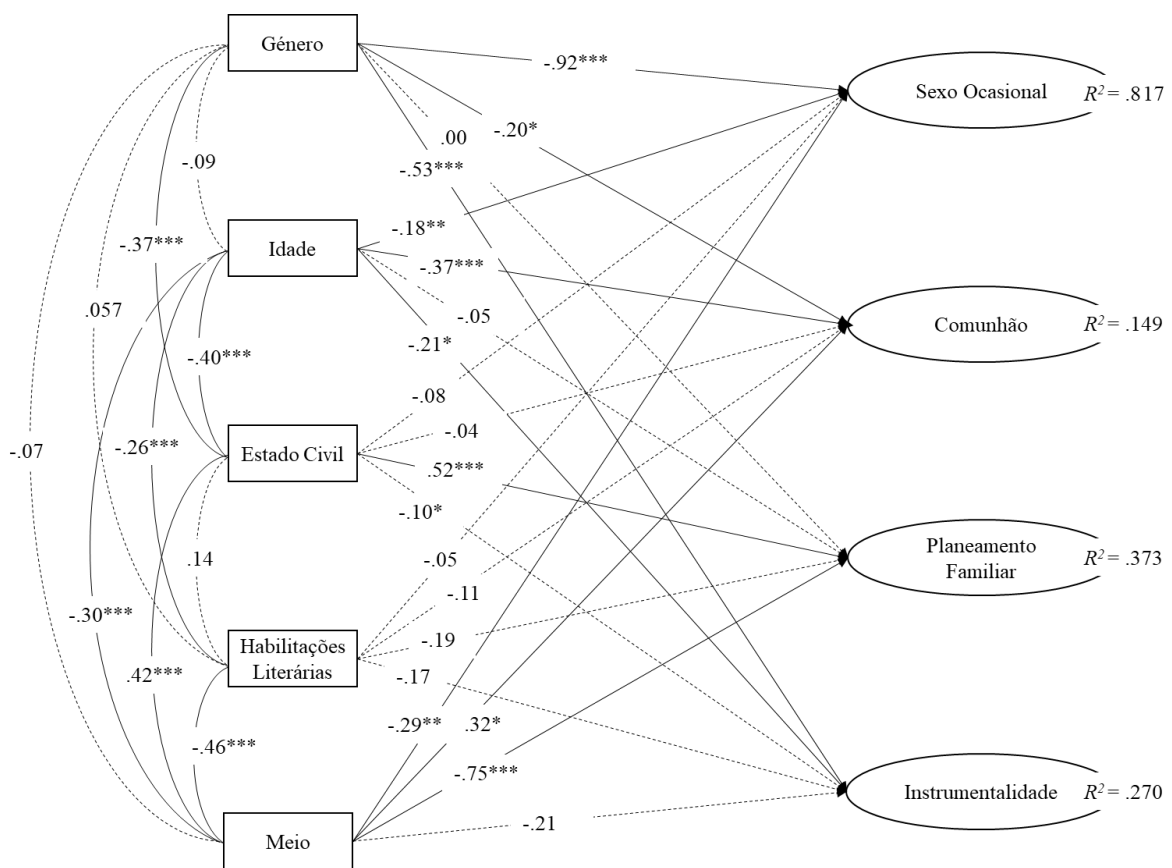 Género
-.92***
Sexo Ocasional
R² = .817
.00
-.20*
-.09
-.53***
-.18**
-.37***
Idade
-.37***
.057
-.05
Comunhão
R² = .149
-.21*
-.40***
-.08
-.04
-.07
-.26***
Estado Civil
.52***
-.10*
.14
-.05
Planeamento
Familiar
R² = .373
-.11
-.30***
Habilitações
Literárias
-.19
-.17
.42***
-.29**
.32*
-.46***
-.75***
Instrumentalidade
R² = .270
-.21
Meio